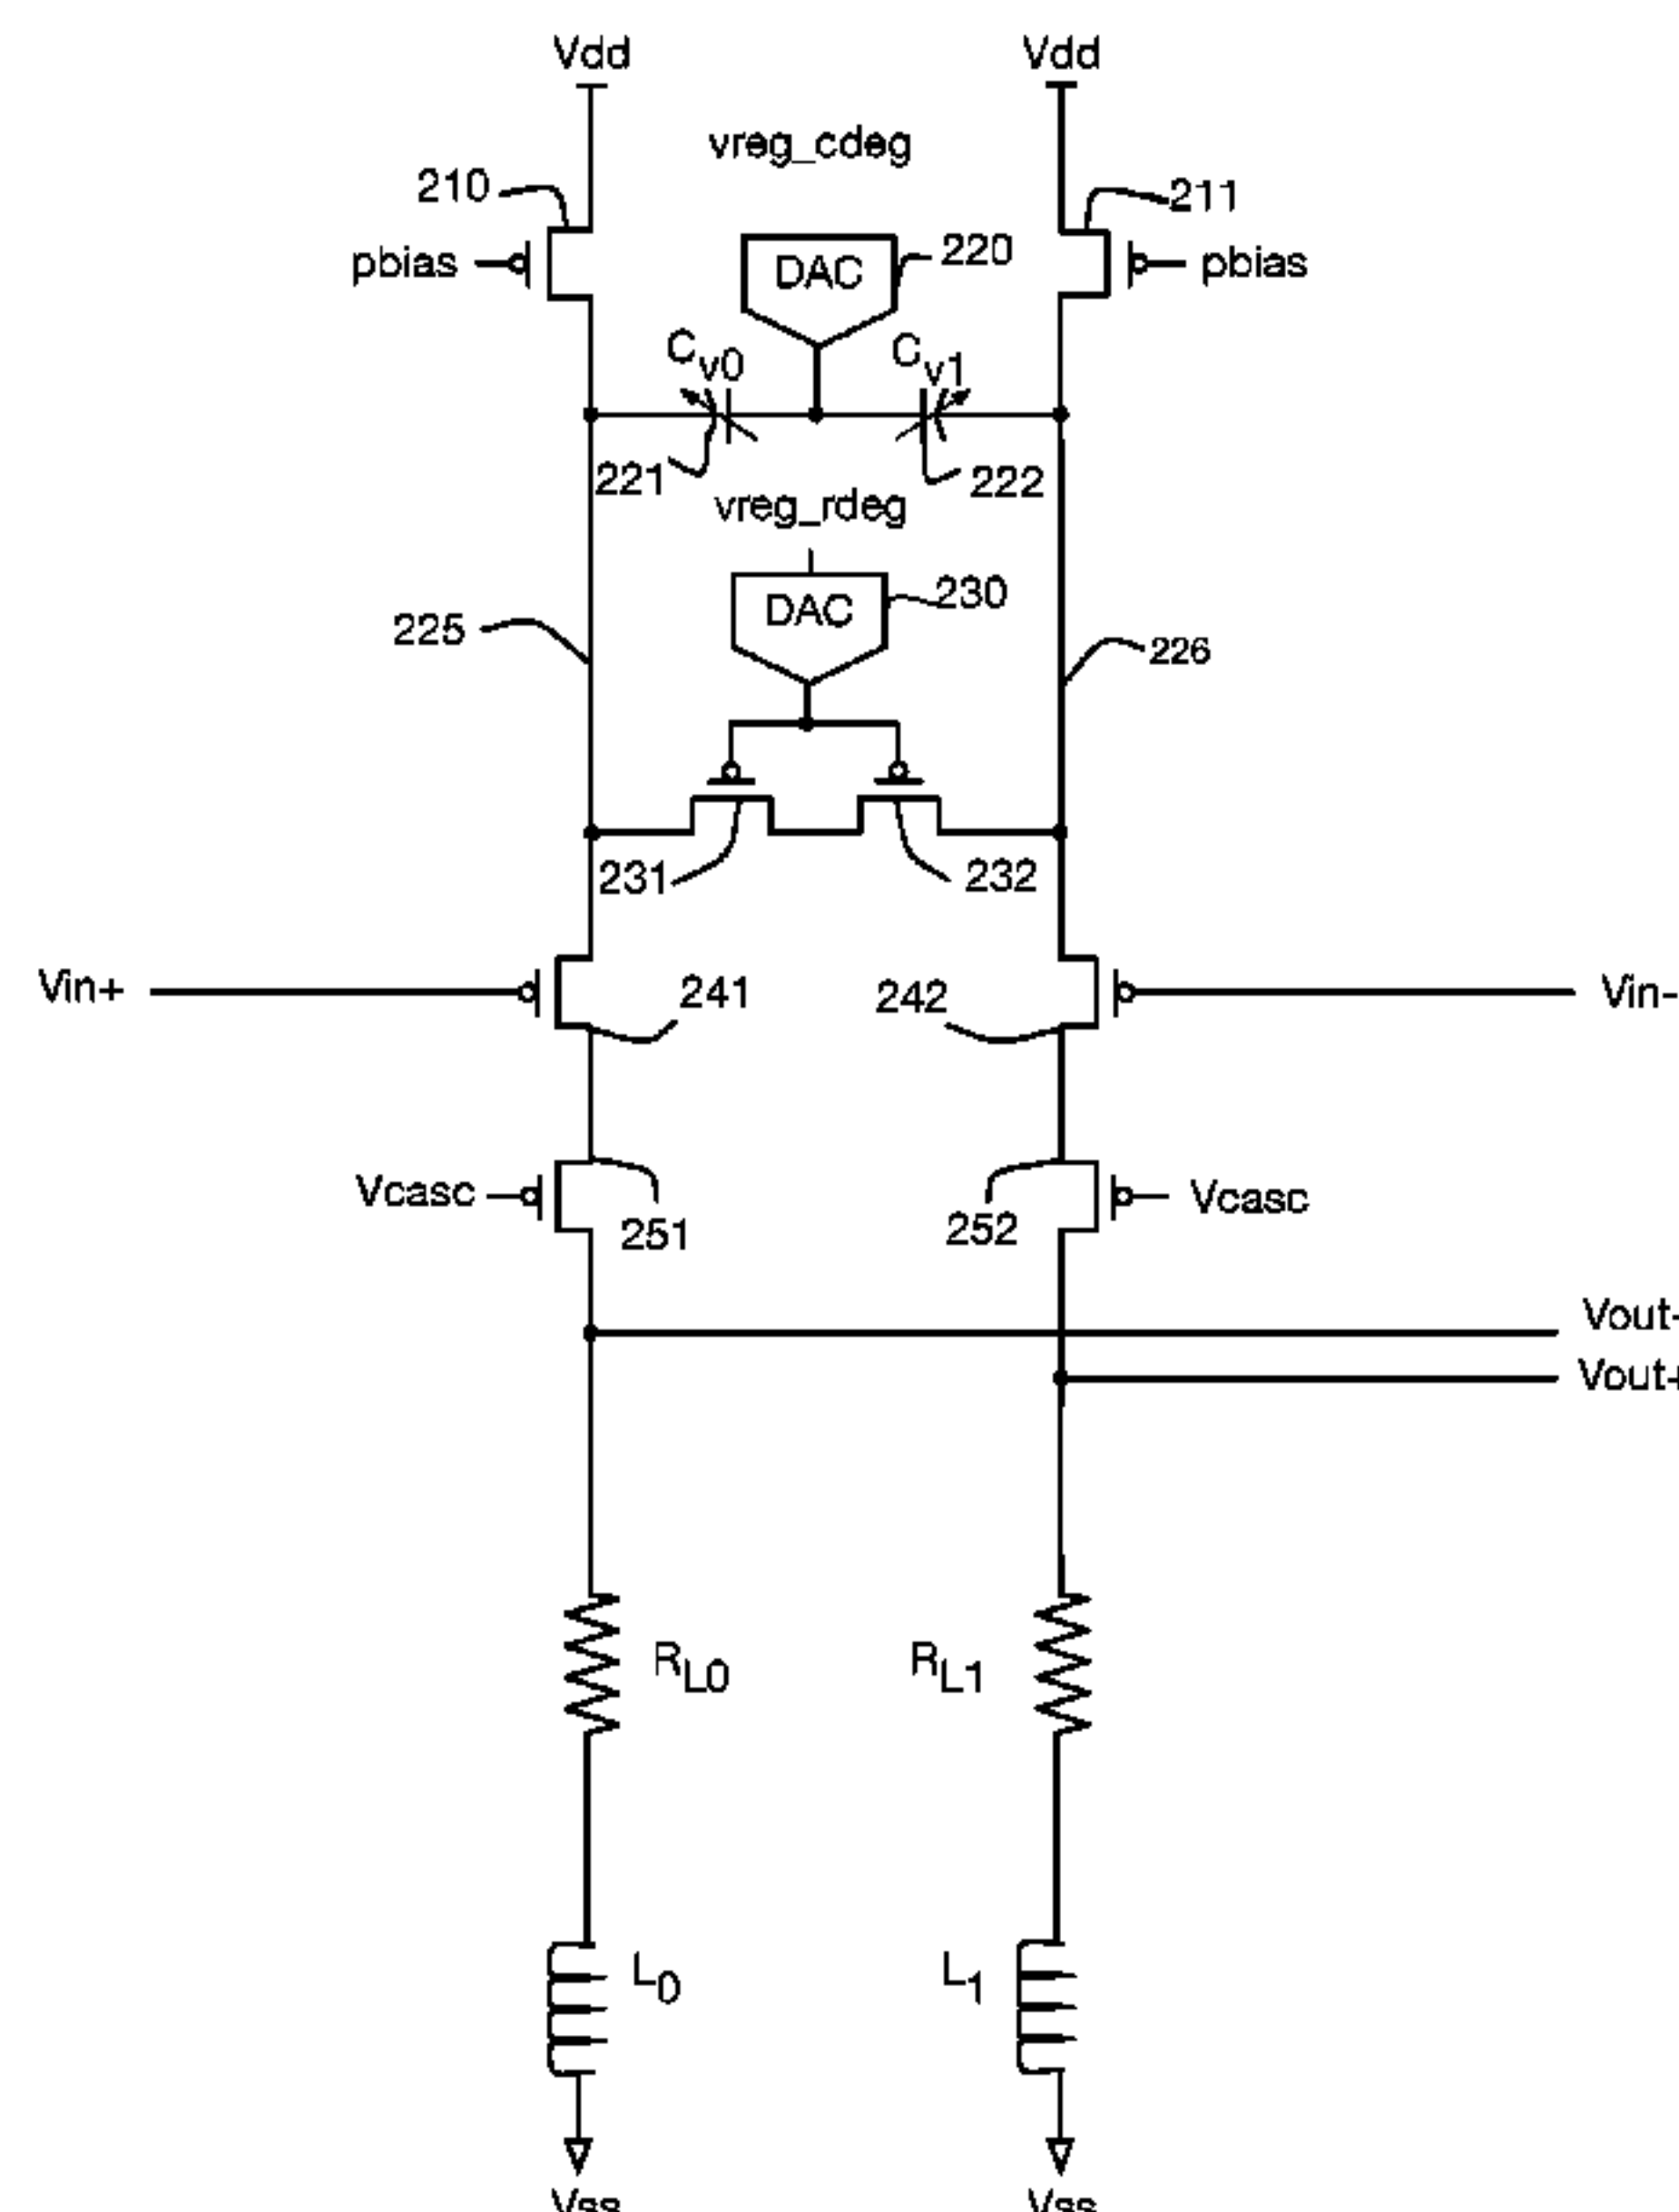 Vdd Vdd
vreg_cdeg
210 211
pbias DAC 220 pbias
Cv0 Cv1
221 222
vreg_rdeg
DAC 230
225 226
231 232
Vin+ 241 242 Vin-
Vcasc Vcasc
251 252
Vout-
Vout+
RL0 RL1
L0 L1
Vss Vss